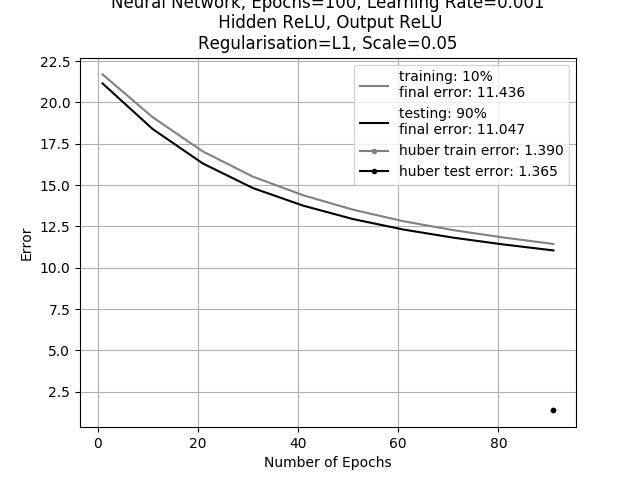 Neural Network, Epochs=100, Learning Rate=0.001
Hidden ReLU, Output ReLU
Regularisation=L1, Scale=0.05
22.5
20.0
17.5
15.0
12.5
10.0
7.5
5.0
2.5
Error
training: 10%
final error: 11.436
testing: 90%
final error: 11.047
huber train error: 1.390
huber test error: 1.365
0
20
40
60
80
Number of Epochs